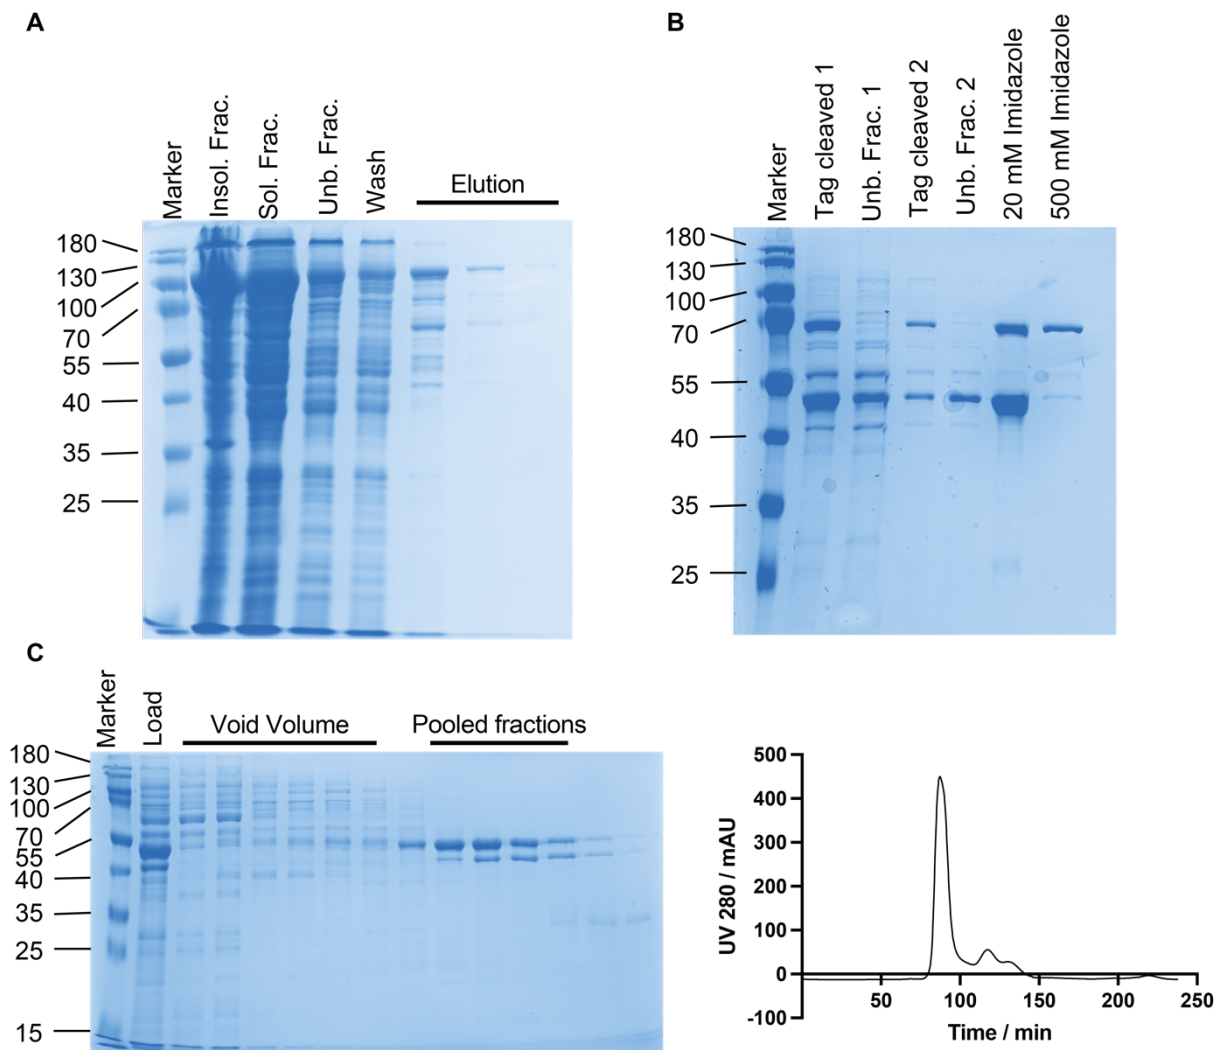 A
Marker
Insol. Frac.
Sol. Frac.
Unb. Frac.
Wash
Elution
180
130
100
70
55
40
35
25
B
Marker
Tag cleaved 1
Unb. Frac. 1
Tag cleaved 2
Unb. Frac. 2
20 mM Imidazole
500 mM Imidazole
180
130
100
70
55
40
35
25
C
Marker
Load
Void Volume
Pooled fractions
180
130
100
70
55
40
35
25
15
UV 280 / mAU
500
400
300
200
100
0
-100
50
100
150
200
250
Time / min